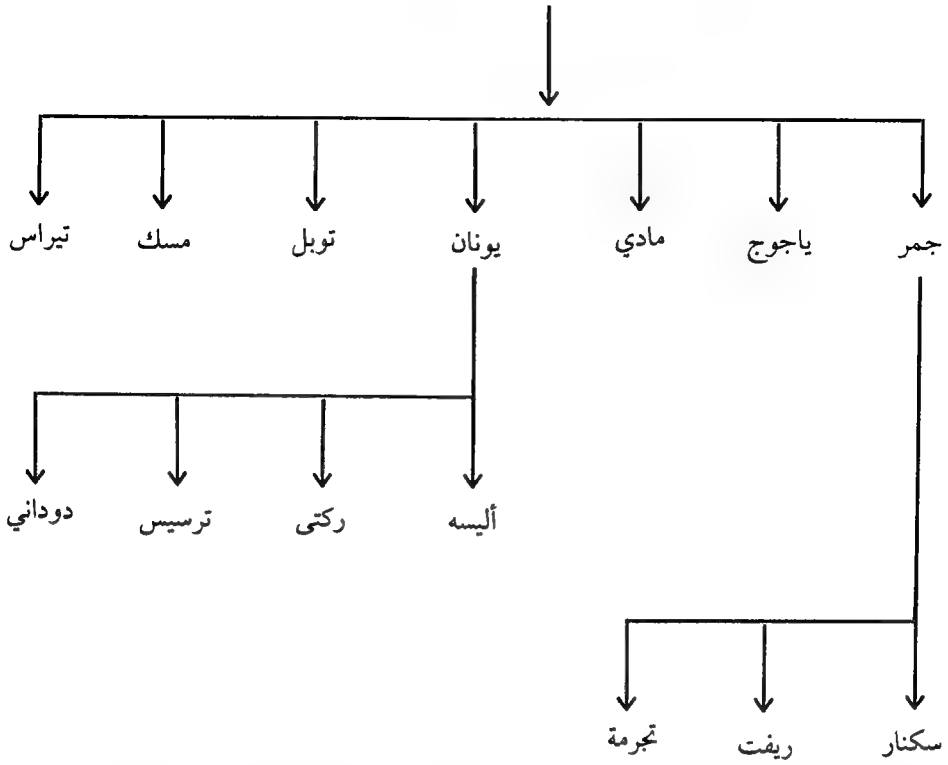 جمر ياجوج مادي يونان توبل مسك تيراس
أليسه ركتى ترسيس دوداني
سكنار ريفت تجرمة